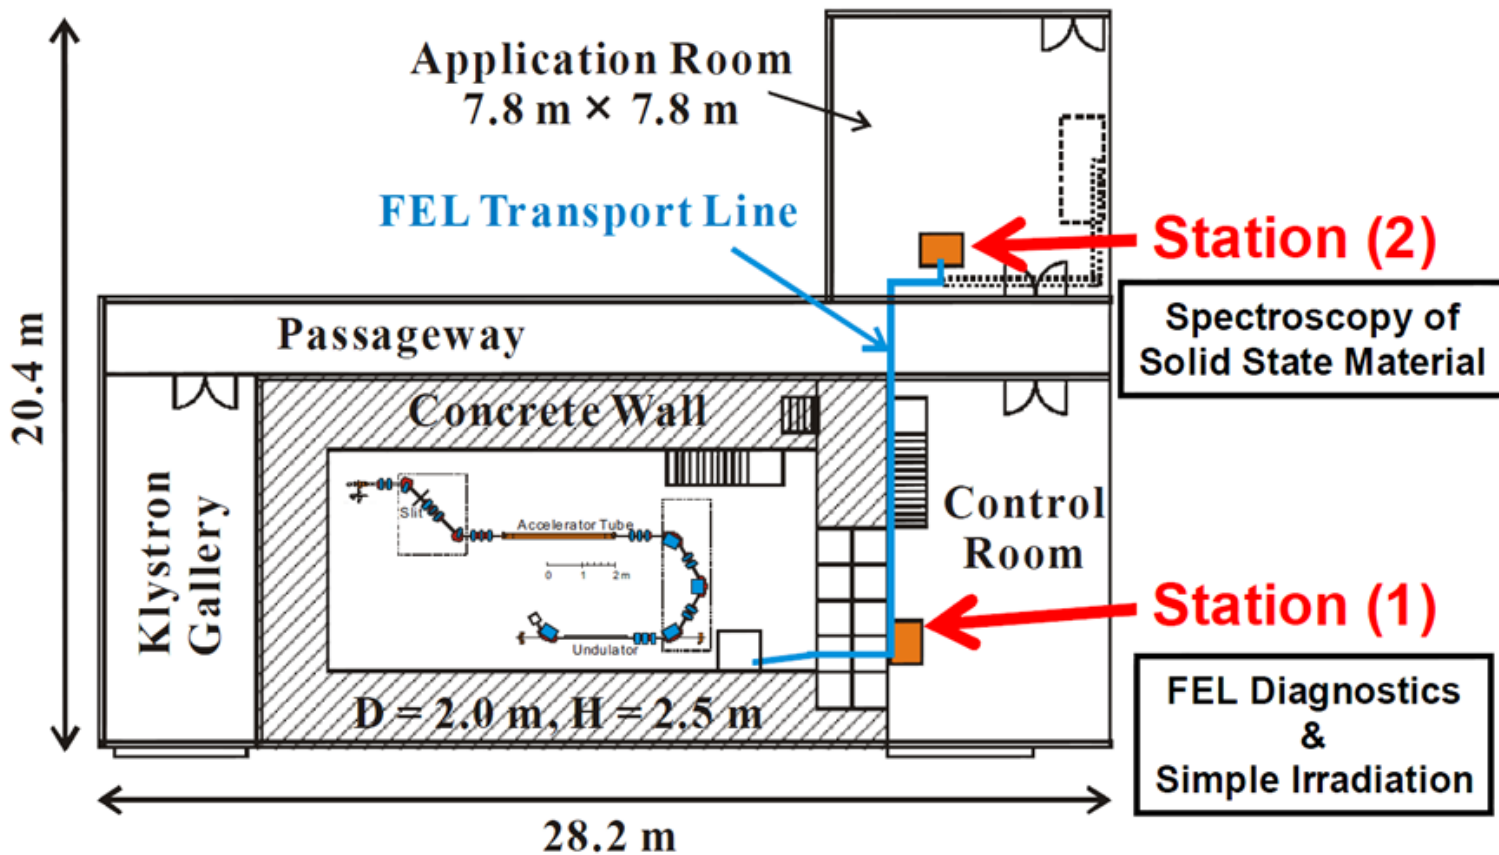 Application Room
7.8 m × 7.8 m
FEL Transport Line
Station (2)
Spectroscopy of
Solid State Material
Passageway
20.4 m
Concrete Wall
Klystron
Gallery
Slit
Accelerator Tube
0 1 2m
Undulator
Control
Room
Station (1)
D = 2.0 m, H = 2.5 m
FEL Diagnostics
&
Simple Irradiation
28.2 m